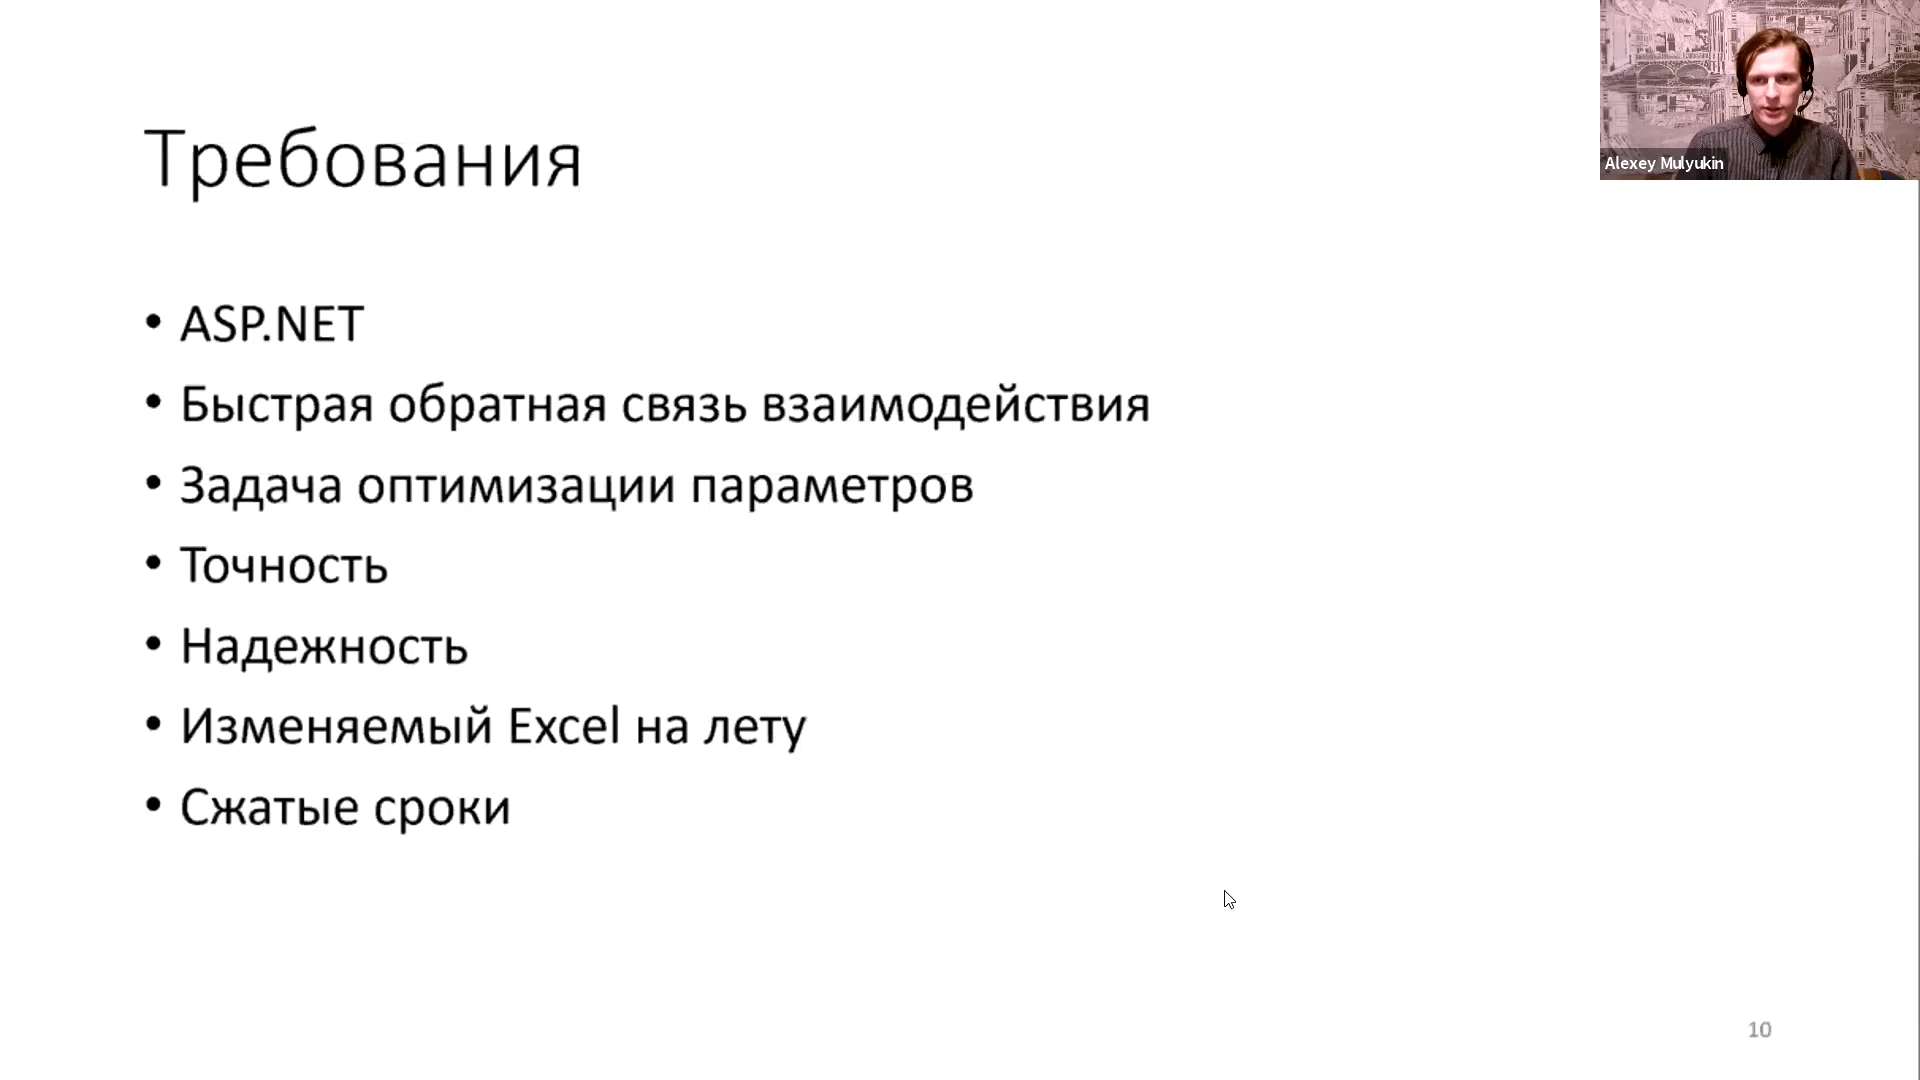 Alexey Mulyukin
Требования
• ASP.NET
• Быстрая обратная связь взаимодействия
• Задача оптимизации параметров
• Точность
• Надежность
• Изменяемый Excel на лету
• Сжатые сроки
10